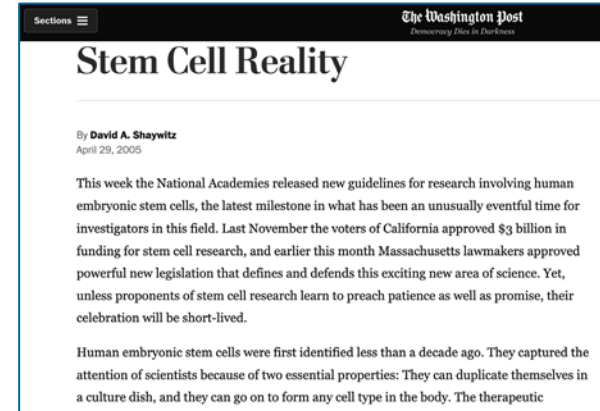 Sections
The Washington Post
Democracy Dies in Darkness
Stem Cell Reality
By David A. Shaywitz
April 29, 2005
This week the National Academies released new guidelines for research involving human
embryonic stem cells, the latest milestone in what has been an unusually eventful time for
investigators in this field. Last November the voters of California approved $3 billion in
funding for stem cell research, and earlier this month Massachusetts lawmakers approved
powerful new legislation that defines and defends this exciting new area of science. Yet,
unless proponents of stem cell research learn to preach patience as well as promise, their
celebration will be short-lived.
Human embryonic stem cells were first identified less than a decade ago. They captured the
attention of scientists because of two essential properties: They can duplicate themselves in
a culture dish, and they can go on to form any cell type in the body. The therapeutic